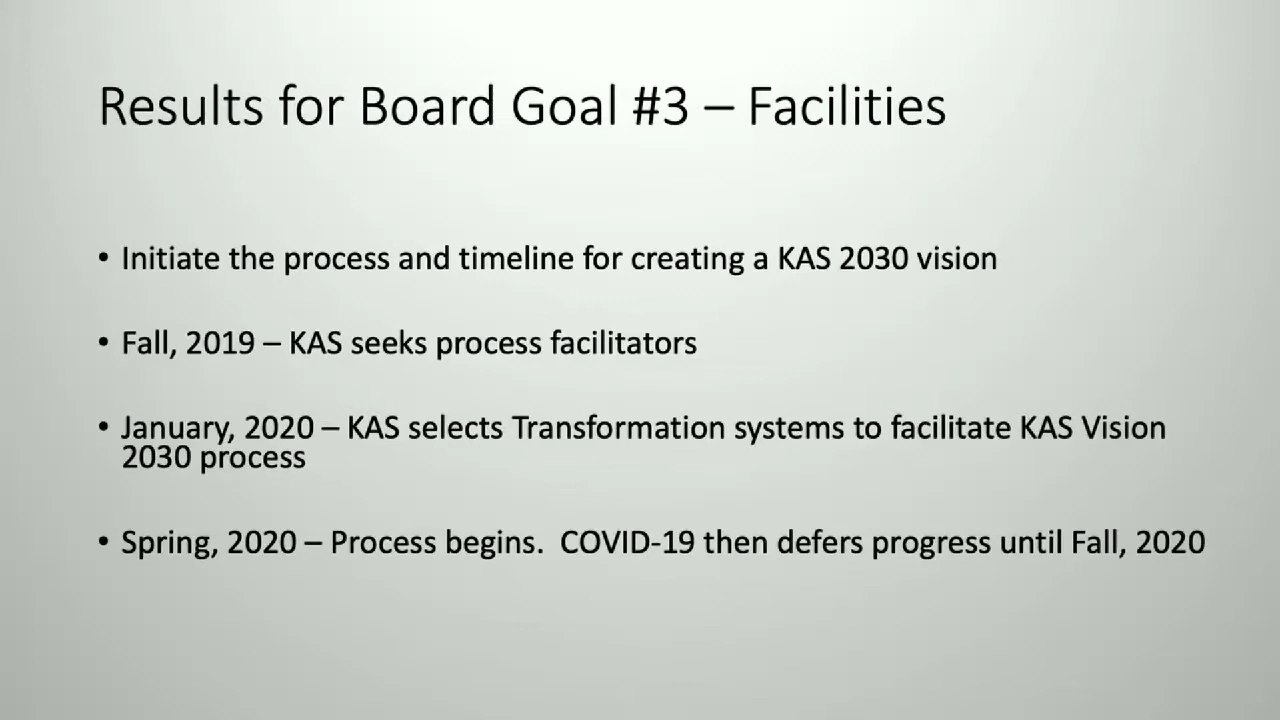 Results for Board Goal #3 – Facilities
• Initiate the process and timeline for creating a KAS 2030 vision
• Fall, 2019 – KAS seeks process facilitators
• January, 2020 – KAS selects Transformation systems to facilitate KAS Vision
2030 process
• Spring, 2020 – Process begins.  COVID-19 then defers progress until Fall, 2020